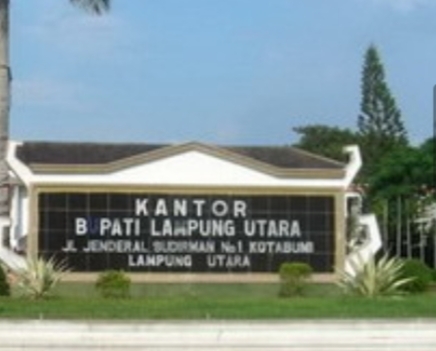 KANTOR
BUPATI LAMPUNG UTARA
JL JENDERAL SUDIRMAN No.1 KOTABUMI
LAMPUNG UTARA